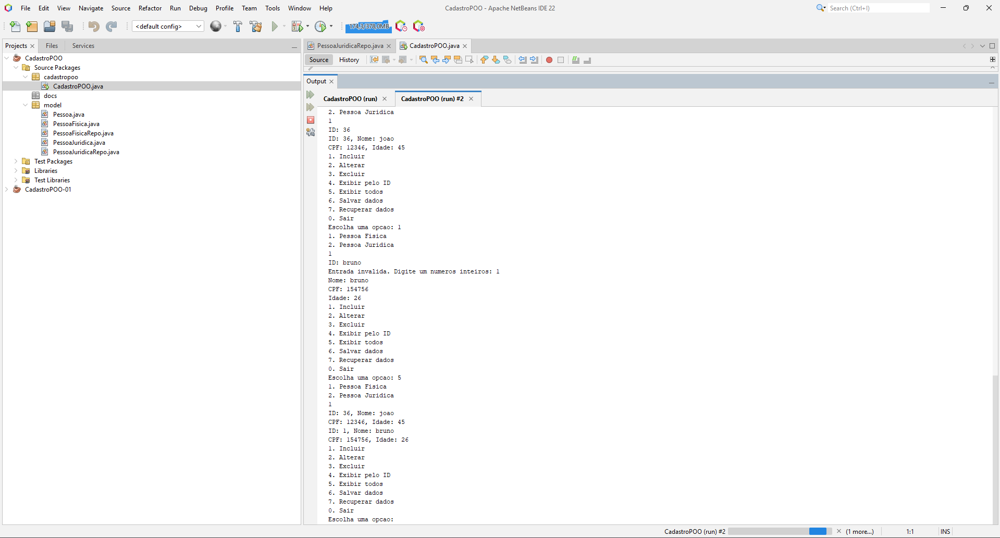 File Edit View Navigate Source Refactor Run Debug Profile Team Tools Window Help
CadastroPOO - Apache NetBeans IDE 22
Search (Ctrl+I)
<default config>
174,3/378,0MB
Projects Files Services
CadastroPOO
Source Packages
cadastropoo
CadastroPOO.java
docs
model
Pessoa.java
PessoaFisica.java
PessoaFisicaRepo.java
PessoaJuridica.java
PessoaJuridicaRepo.java
Test Packages
Libraries
Test Libraries
CadastroPOO-01
PessoaJuridicaRepo.java CadastroPOO.java
Source History
Output
CadastroPOO (run) CadastroPOO (run) #2
2. Pessoa Juridica
1
ID: 36
ID: 36, Nome: joao
CPF: 12346, Idade: 45
1. Incluir
2. Alterar
3. Excluir
4. Exibir pelo ID
5. Exibir todos
6. Salvar dados
7. Recuperar dados
0. Sair
Escolha uma opcao: 1
1. Pessoa Fisica
2. Pessoa Juridica
1
ID: bruno
Entrada invalida. Digite um numeros inteiros: 1
Nome: bruno
CPF: 154756
Idade: 26
1. Incluir
2. Alterar
3. Excluir
4. Exibir pelo ID
5. Exibir todos
6. Salvar dados
7. Recuperar dados
0. Sair
Escolha uma opcao: 5
1. Pessoa Fisica
2. Pessoa Juridica
1
ID: 36, Nome: joao
CPF: 12346, Idade: 45
ID: 1, Nome: bruno
CPF: 154756, Idade: 26
1. Incluir
2. Alterar
3. Excluir
4. Exibir pelo ID
5. Exibir todos
6. Salvar dados
7. Recuperar dados
0. Sair
Escolha uma opcao:
CadastroPOO (run) #2 (1 more...) 1:1 INS